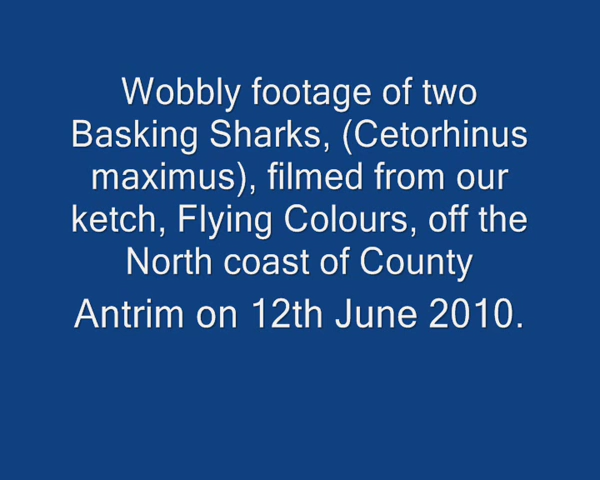 Wobbly footage of two
Basking Sharks, (Cetorhinus
maximus), filmed from our
ketch, Flying Colours, off the
North coast of County
Antrim on 12th June 2010.